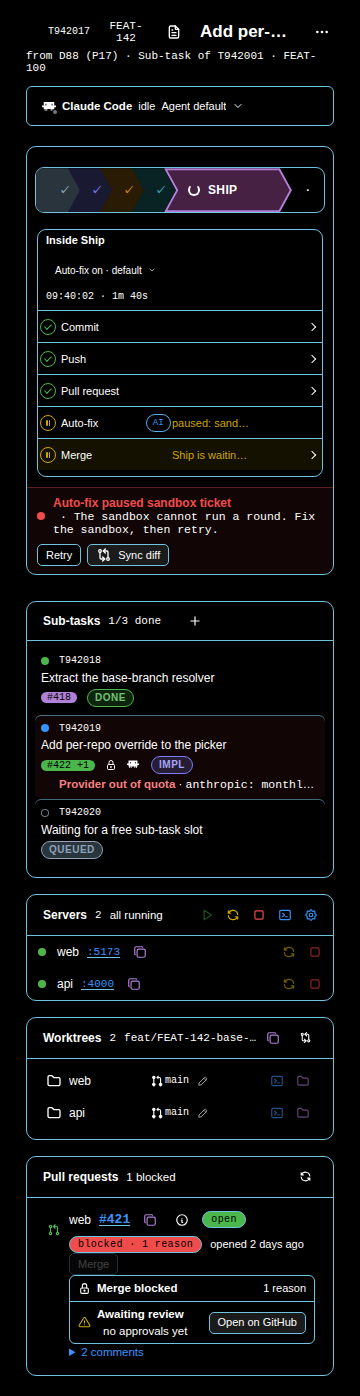 T942017 FEAT-142 Add per-…
from D88 (P17) · Sub-task of T942001 · FEAT-100
Claude Code idle Agent default
SHIP ·
Inside Ship
Auto-fix on · default
09:40:02 · 1m 40s
Commit
Push
Pull request
Auto-fix AI paused: sand…
Merge Ship is waitin…
Auto-fix paused sandbox ticket
· The sandbox cannot run a round. Fix
the sandbox, then retry.
Retry Sync diff
Sub-tasks 1/3 done
T942018
Extract the base-branch resolver
#418 DONE
T942019
Add per-repo override to the picker
#422 +1 IMPL
Provider out of quota · anthropic: monthl…
T942020
Waiting for a free sub-task slot
QUEUED
Servers 2 all running
web :5173
api :4000
Worktrees 2 feat/FEAT-142-base-…
web main
api main
Pull requests 1 blocked
web #421 open
blocked · 1 reason opened 2 days ago
Merge
Merge blocked 1 reason
Awaiting review
no approvals yet
Open on GitHub
2 comments